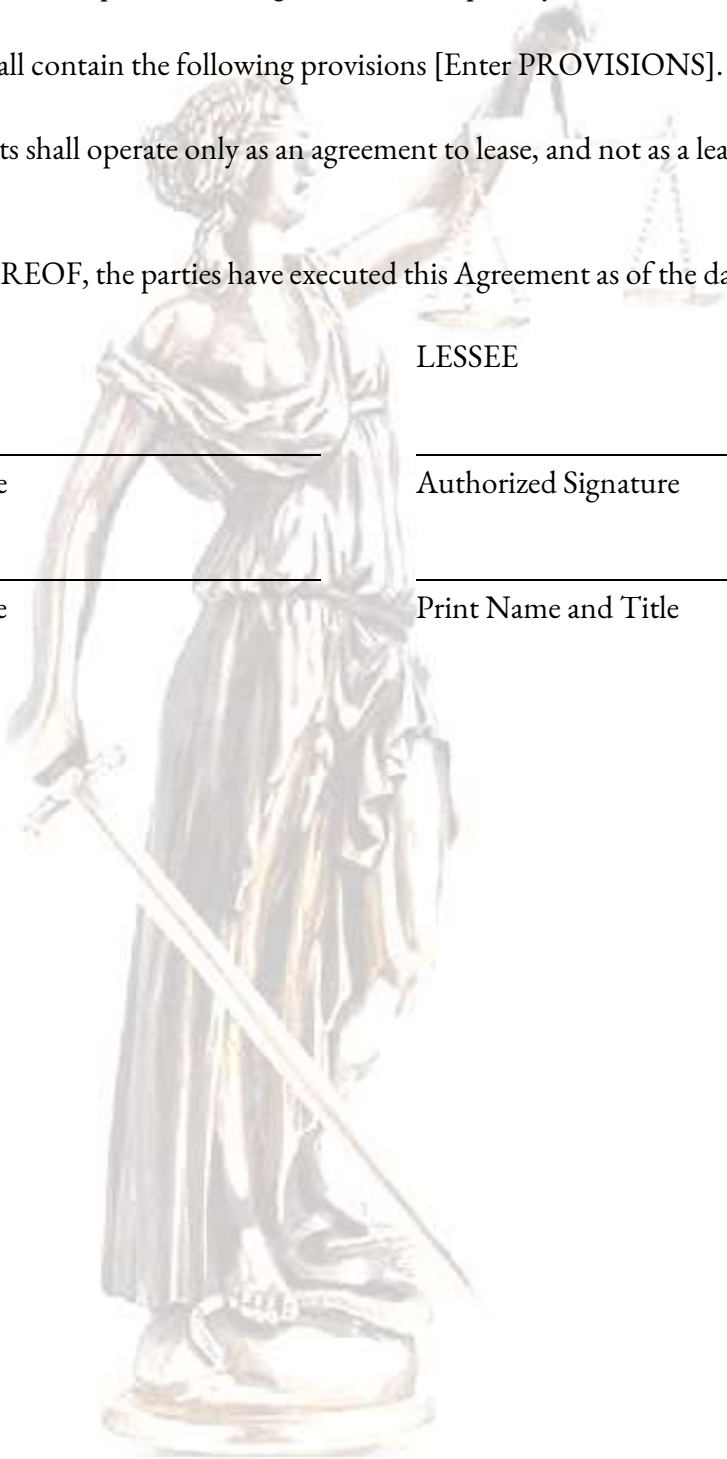 all contain the following provisions [Enter PROVISIONS].
ts shall operate only as an agreement to lease, and not as a lea
REOF, the parties have executed this Agreement as of the da
LESSEE
e Authorized Signature
e Print Name and Title